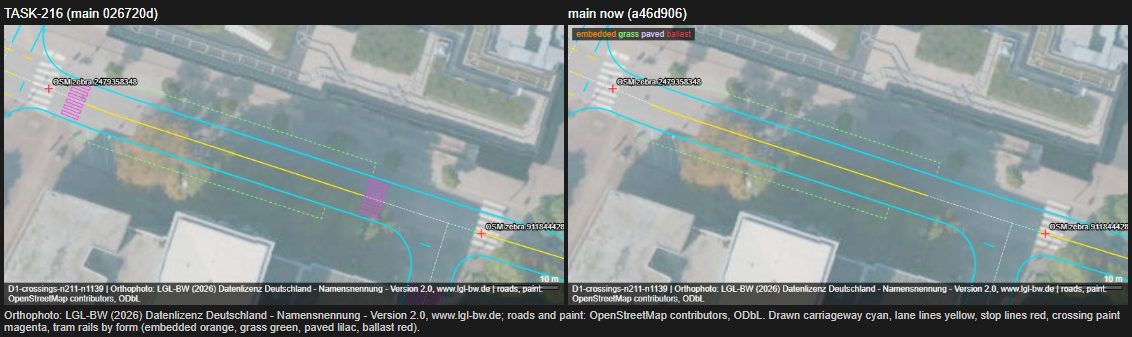 TASK-216 (main 026720d)
main now (a46d906)
embedded grass paved ballast
OSM zebra 2479358348
OSM zebra 2479358348
OSM zebra 911844428
OSM zebra 911844428
10 m
10 m
D1-crossings-n211-n1139 | Orthophoto: LGL-BW (2026) Datenlizenz Deutschland - Namensnennung - Version 2.0, www.lgl-bw.de | roads, paint:
OpenStreetMap contributors, ODbL
D1-crossings-n211-n1139 | Orthophoto: LGL-BW (2026) Datenlizenz Deutschland - Namensnennung - Version 2.0, www.lgl-bw.de | roads, paint:
OpenStreetMap contributors, ODbL
Orthophoto: LGL-BW (2026) Datenlizenz Deutschland - Namensnennung - Version 2.0, www.lgl-bw.de; roads and paint: OpenStreetMap contributors, ODbL. Drawn carriageway cyan, lane lines yellow, stop lines red, crossing paint
magenta, tram rails by form (embedded orange, grass green, paved lilac, ballast red).